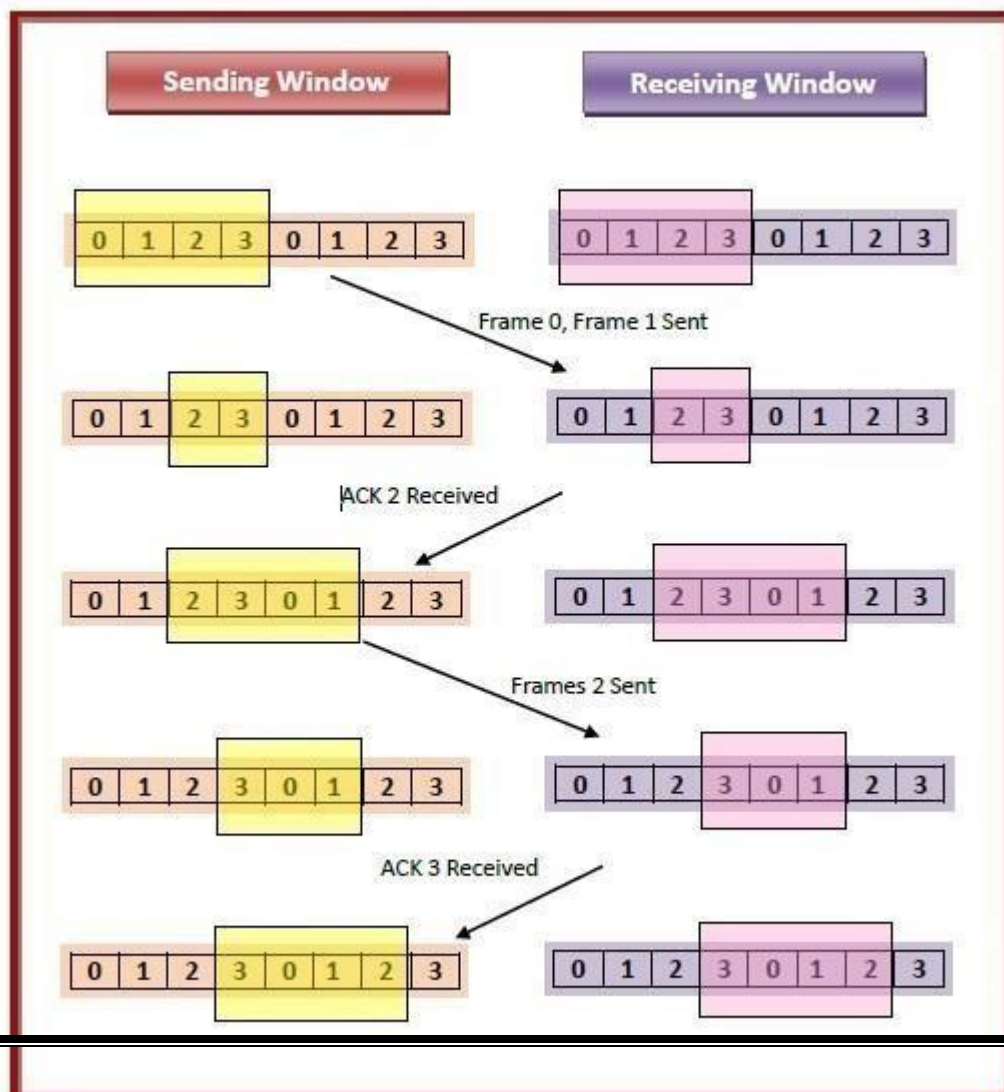 Sending Window
Receiving Window
0 1 2 3 0 1 2 3
0 1 2 3 0 1 2 3
Frame 0, Frame 1 Sent
0 1 2 3 0 1 2 3
0 1 2 3 0 1 2 3
ACK 2 Received
0 1 2 3 0 1 2 3
0 1 2 3 0 1 2 3
Frames 2 Sent
0 1 2 3 0 1 2 3
0 1 2 3 0 1 2 3
ACK 3 Received
0 1 2 3 0 1 2 3
0 1 2 3 0 1 2 3